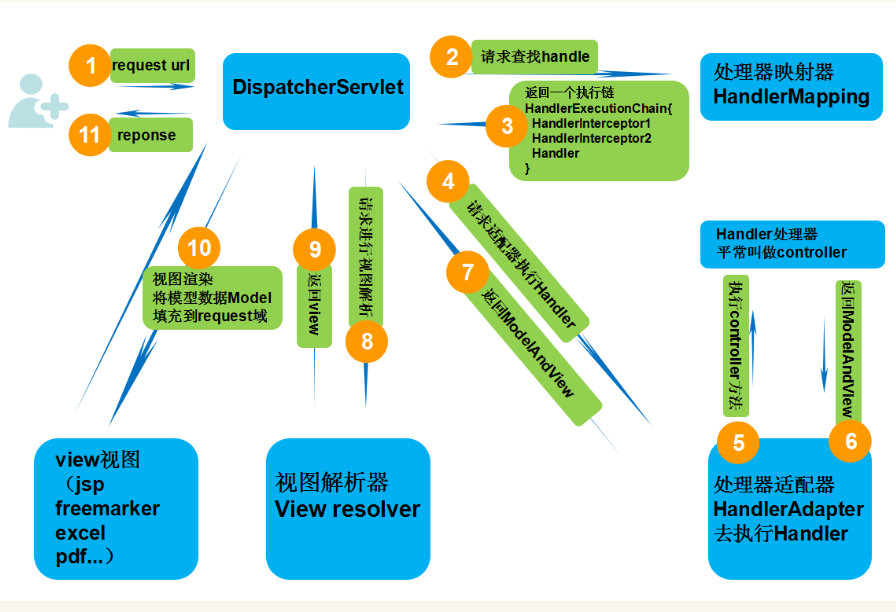 1
request url
11
reponse
DispatcherServlet
2
请求查找handle
处理器映射器
HandlerMapping
3
返回一个执行链
HandlerExecutionChain{
HandlerInterceptor1
HandlerInterceptor2
Handler
}
4
请求适配器执行Handler
7
返回ModelAndView
Handler处理器
平常叫做controller
执行controller方法
5
返回ModelAndView
6
处理器适配器
HandlerAdapter
去执行Handler
10
视图渲染
将模型数据Model
填充到request域
9
返回view
请求进行视图解析
8
view视图
（jsp
freemarker
excel
pdf...）
视图解析器
View resolver